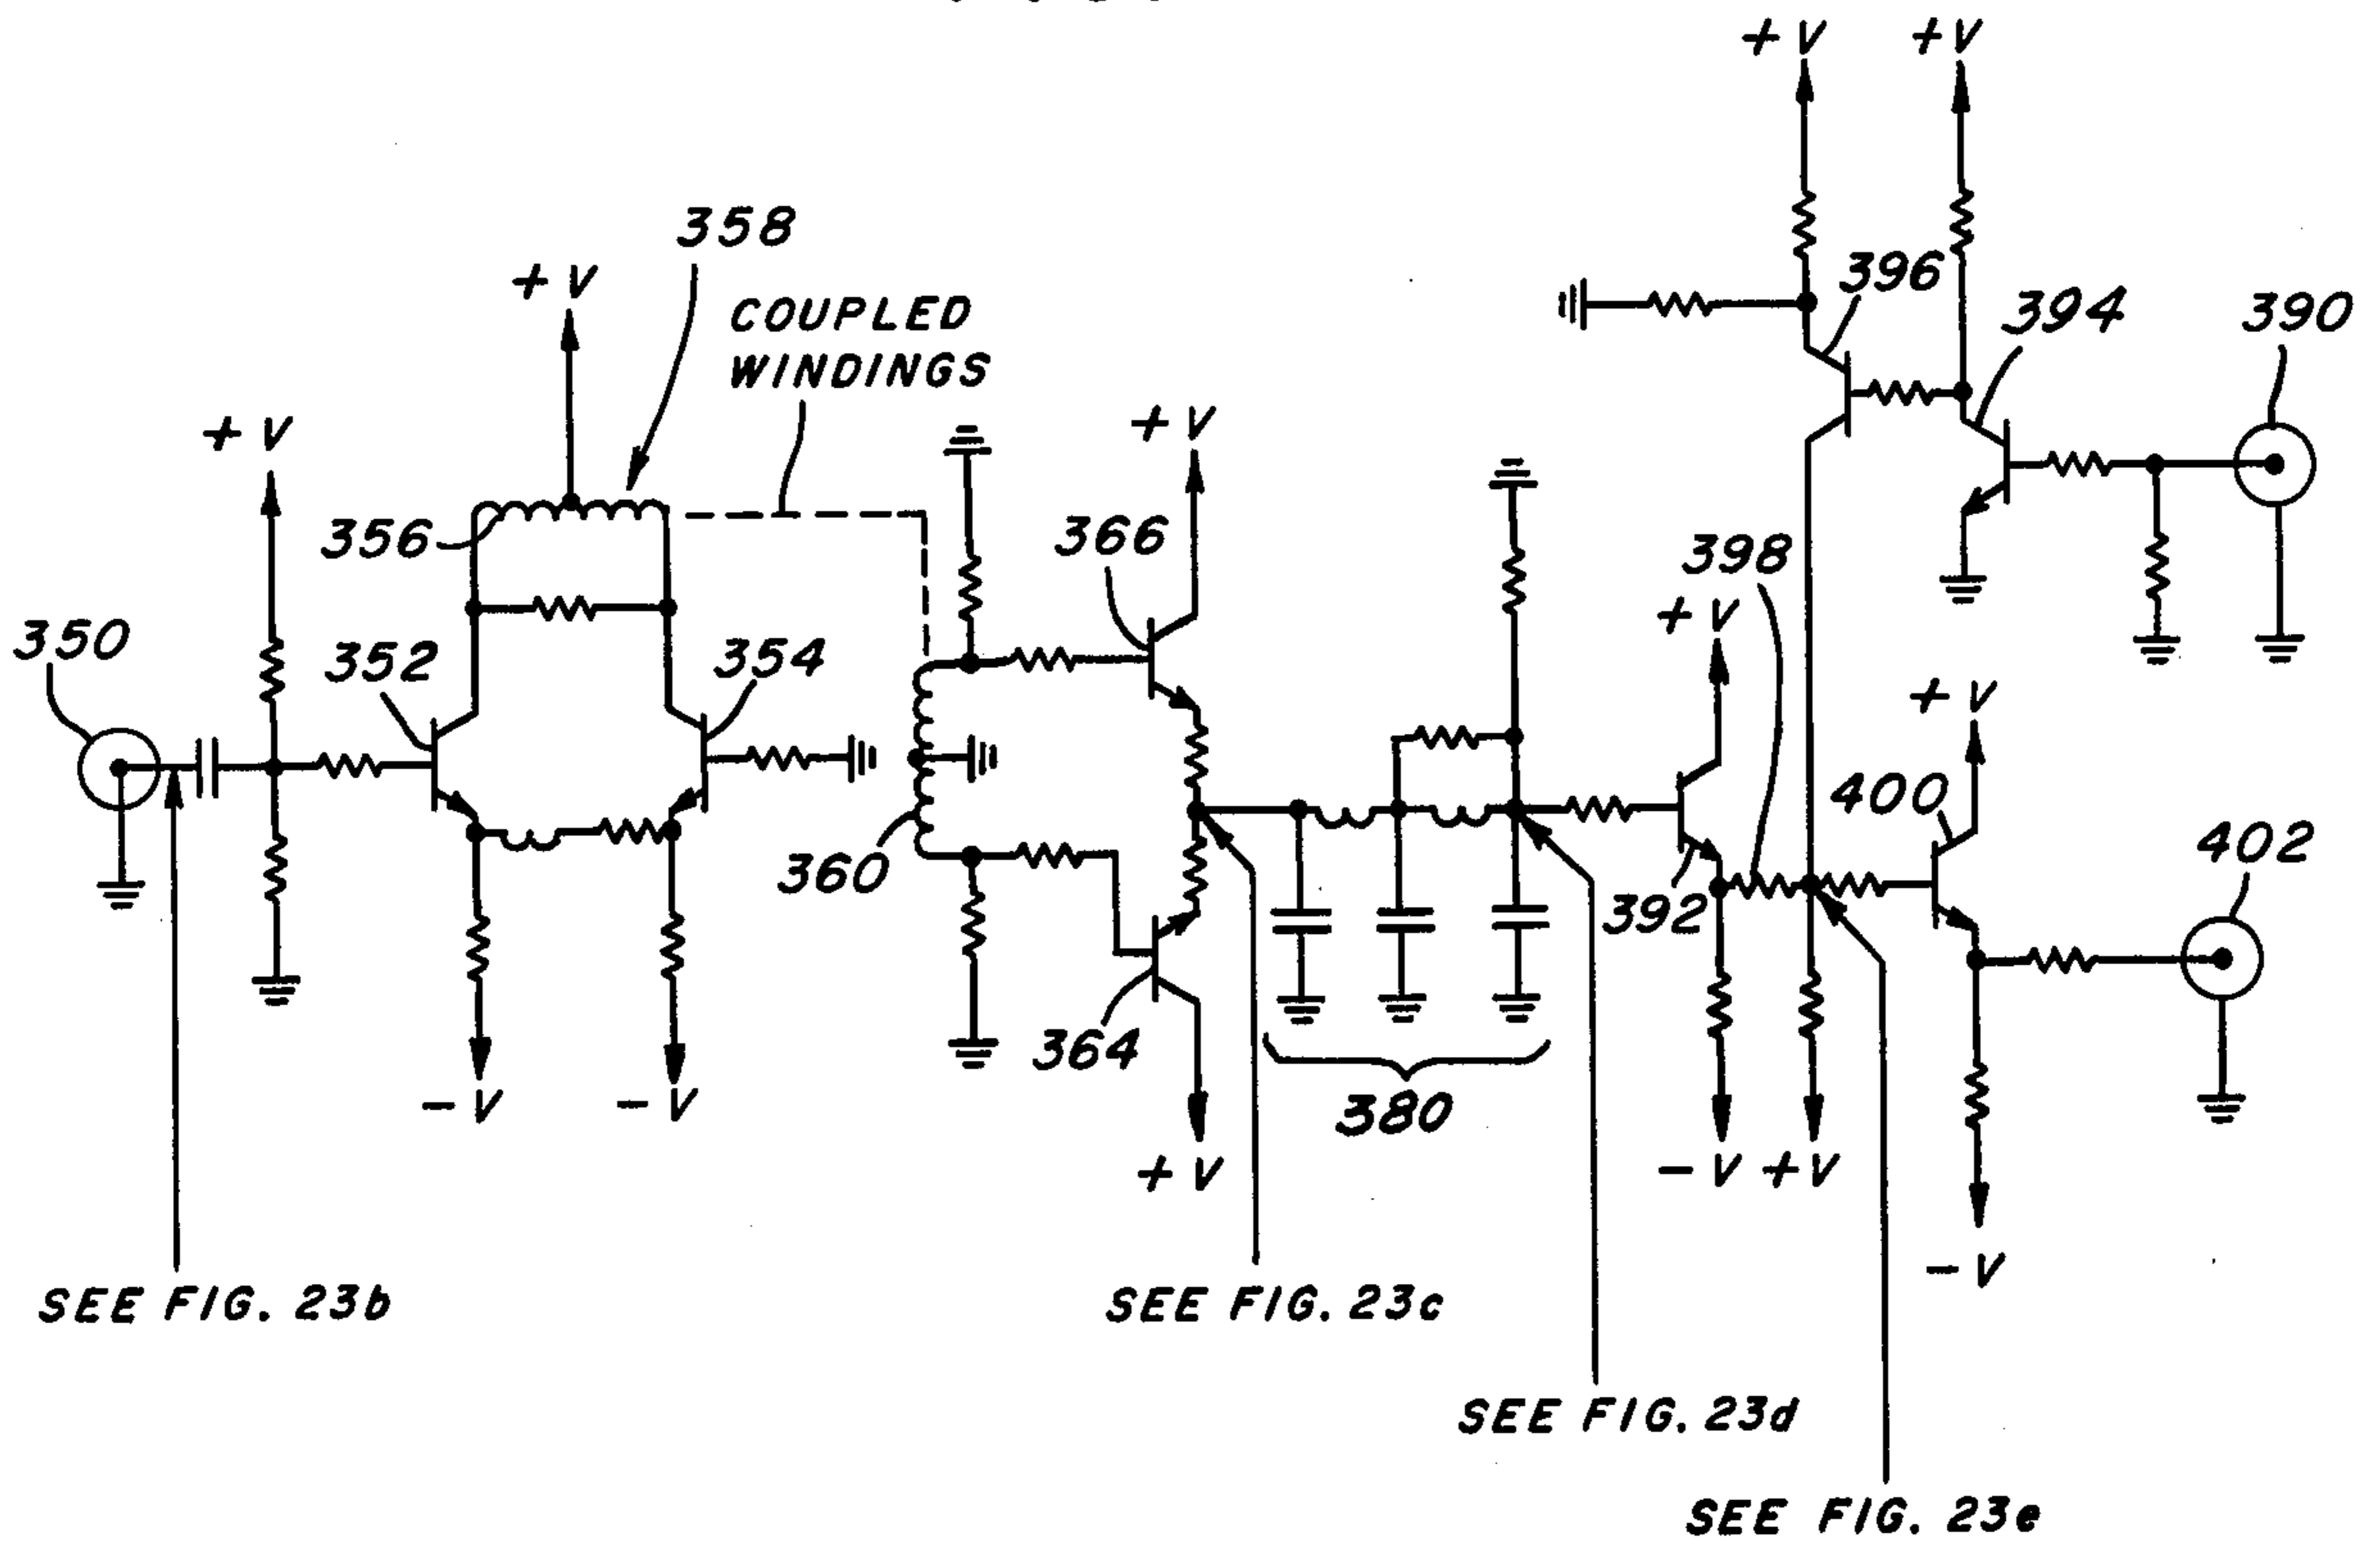 +V
+V
358
+V
COUPLED
WINDINGS
396
394
390
+V
+V
356
366
398
+V
350
352
354
+V
400
402
360
392
364
-V
-V
380
+V
-V
+V
-V
SEE FIG. 23b
SEE FIG. 23c
SEE FIG. 23d
SEE FIG. 23e